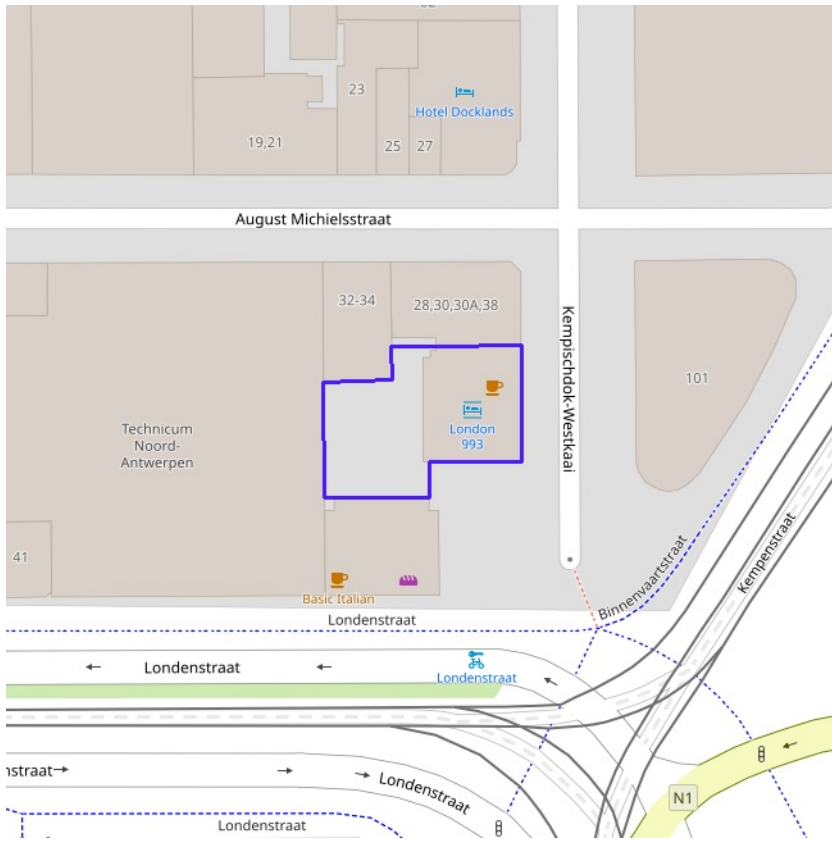 23
Hotel Docklands
19,21
25
27
August Michielsstraat
32-34
28,30,30A,38
Kempischdok-Westkaai
101
London
993
Technicum
Noord-
Antwerpen
41
Kempenstraat
Binnenvaartstraat
Basic Italian
Londenstraat
Londenstraat
Londenstraat
nstraat
Londenstraat
N1
Londenstraat